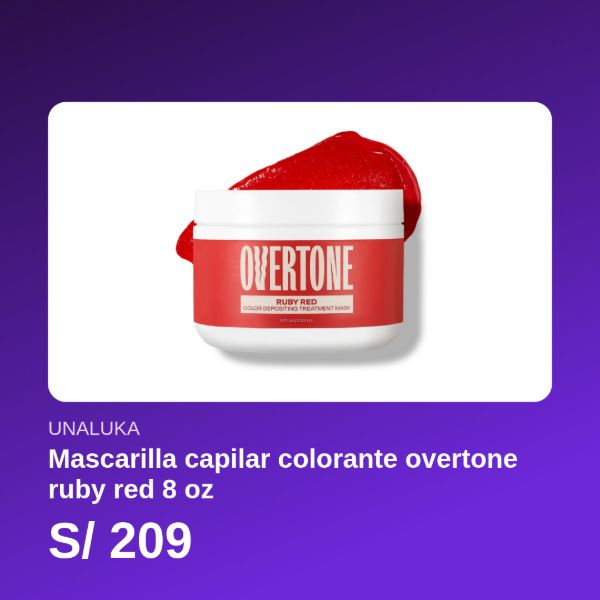 OVERTONE
RUBY RED
COLOR DEPOSITING TREATMENT MASK
UNALUKA
Mascarilla capilar colorante overtone
ruby red 8 oz
S/ 209